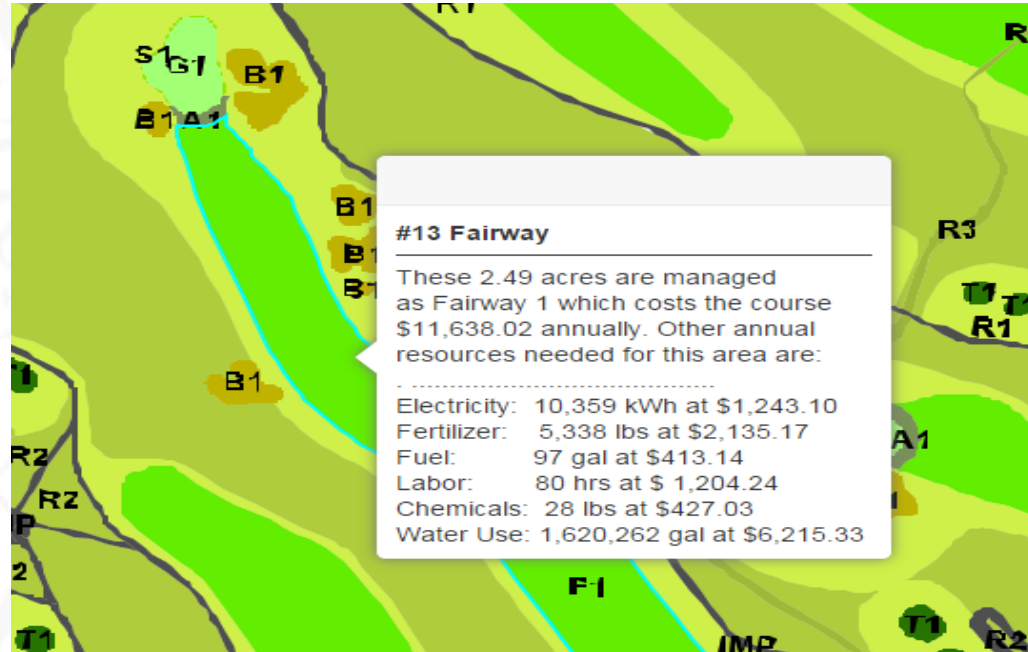 R1
R
S1 G1 B1
B1 A1
B1
B1
B1
#13 Fairway
These 2.49 acres are managed
as Fairway 1 which costs the course
$11,638.02 annually. Other annual
resources needed for this area are:
. ......................................
Electricity: 10,359 kWh at $1,243.10
Fertilizer: 5,338 lbs at $2,135.17
Fuel: 97 gal at $413.14
Labor: 80 hrs at $ 1,204.24
Chemicals: 28 lbs at $427.03
Water Use: 1,620,262 gal at $6,215.33
R3
T1 T1
R1
B1
A1
R2
R2
F1
T1
IMP
T1
R2